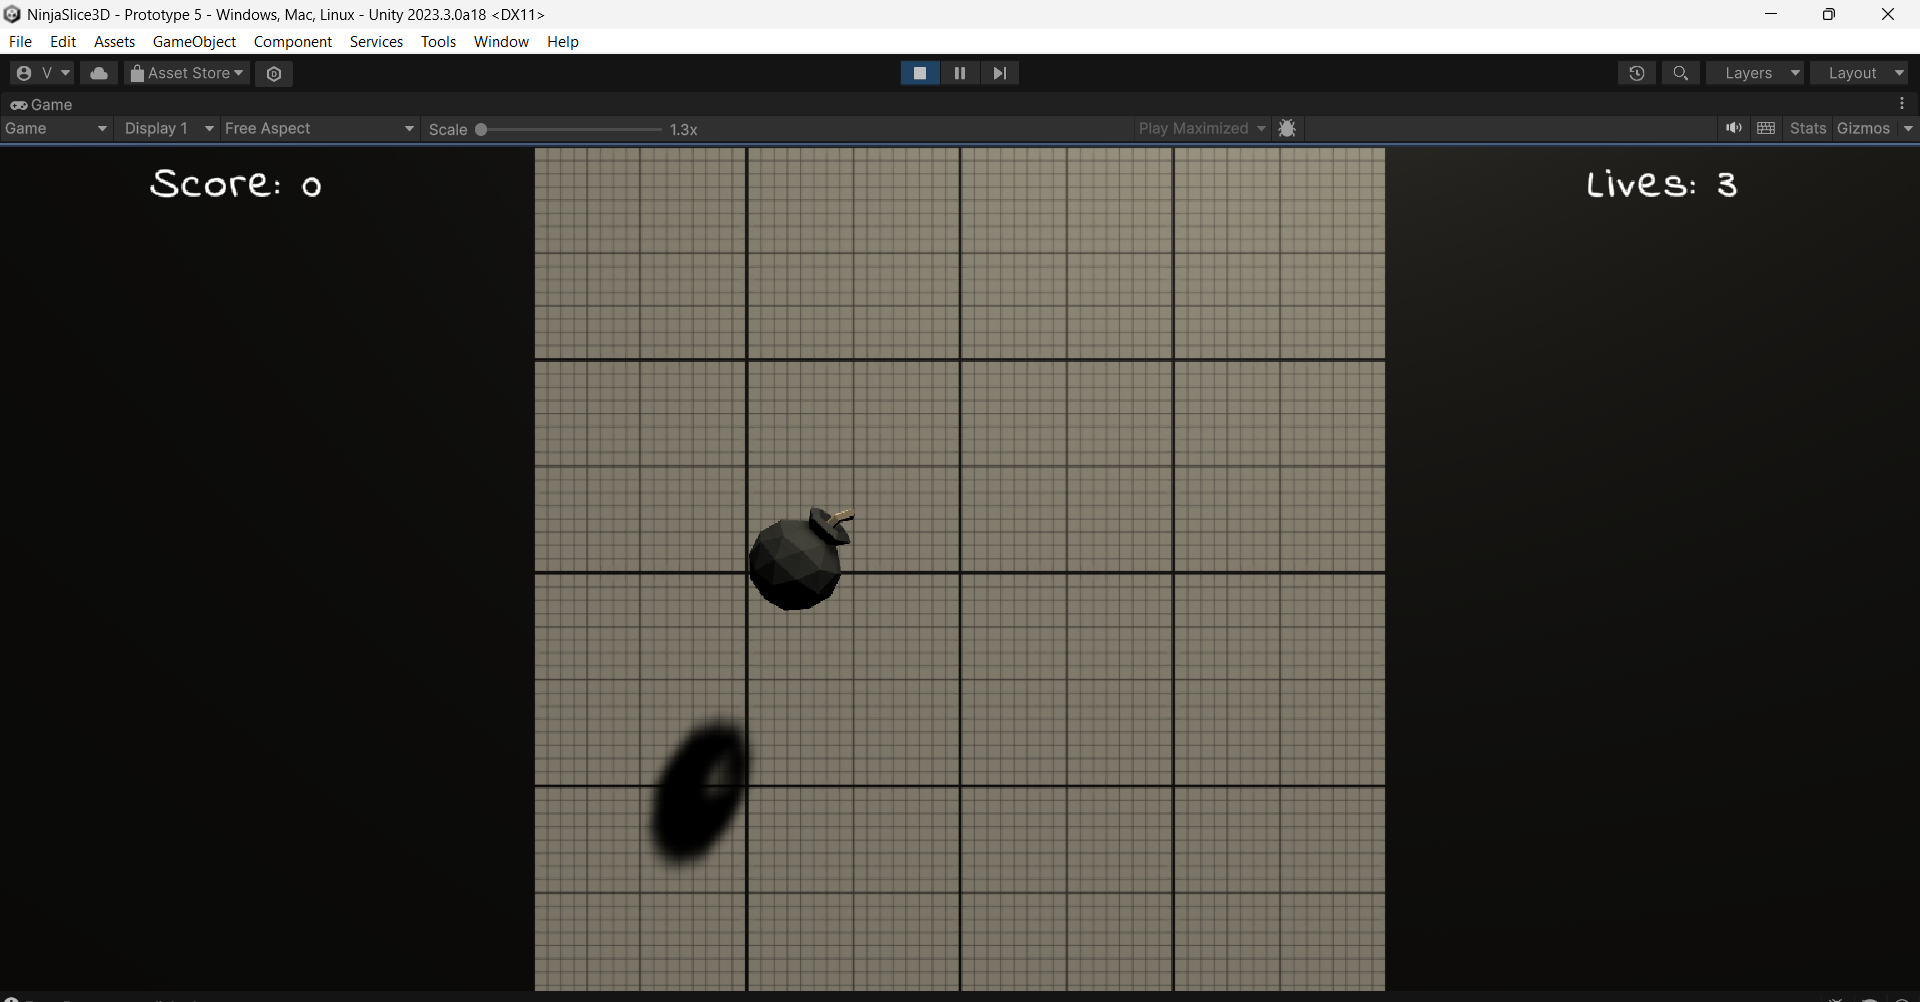 NinjaSlice3D - Prototype 5 - Windows, Mac, Linux - Unity 2023.3.0a18 <DX11>
File Edit Assets GameObject Component Services Tools Window Help
V Asset Store Layers Layout
Game
Game Display 1 Free Aspect Scale 1.3x Play Maximized Stats Gizmos
Score: 0 Lives: 3